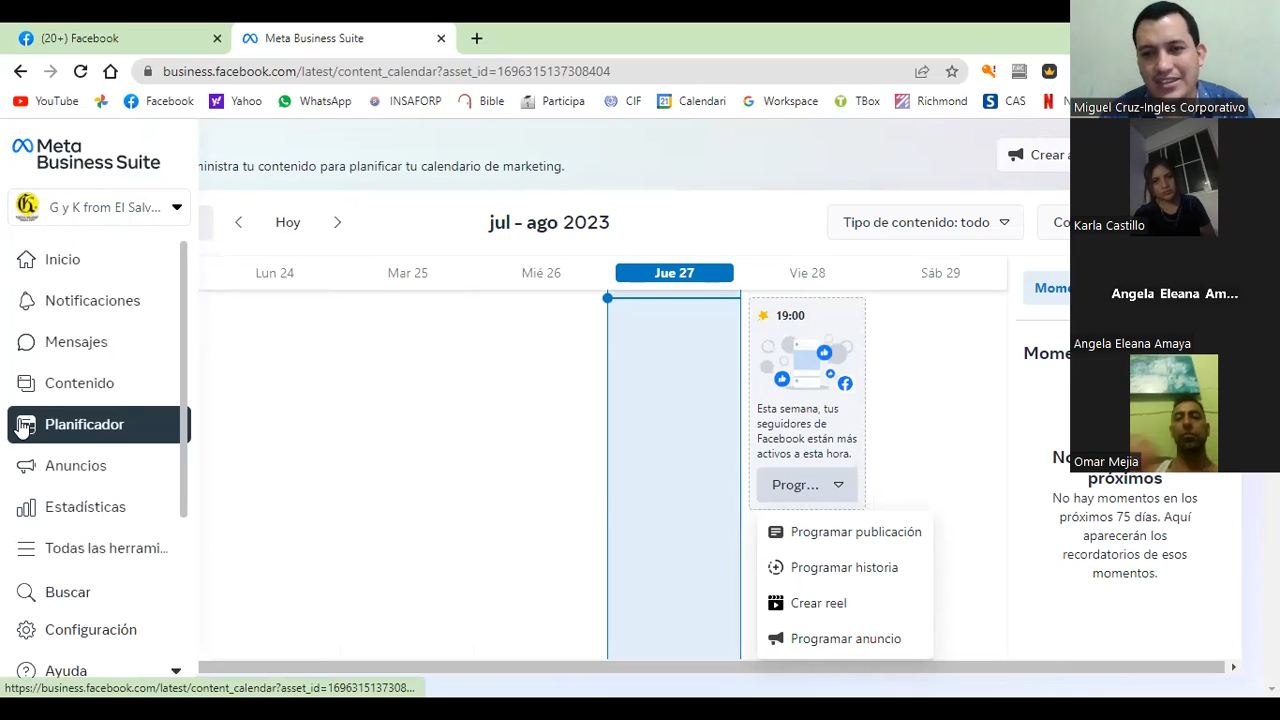 (20+) Facebook
Meta Business Suite
business.facebook.com/latest/content_calendar?asset_id=1696315137308404
YouTube
Facebook
Yahoo
WhatsApp
INSAFORP
Bible
Participa
CIF
Calendari
Workspace
TBox
Richmond
CAS
Miguel Cruz-Ingles Corporativo
Meta
Business Suite
ministra tu contenido para planificar tu calendario de marketing.
Crear a
G y K from El Salv...
Hoy
jul - ago 2023
Tipo de contenido: todo
Co
Karla Castillo
Inicio
Lun 24
Mar 25
Mié 26
Jue 27
Vie 28
Sáb 29
Notificaciones
Mome
Angela Eleana Am...
Angela Eleana Amaya
Mensajes
19:00
Contenido
Mome
Planificador
Esta semana, tus
seguidores de
Facebook están más
activos a esta hora.
Anuncios
Progr...
Omar Mejia
No
próximos
No hay momentos en los
próximos 75 días. Aquí
aparecerán los
recordatorios de esos
momentos.
Estadísticas
Todas las herrami...
Programar publicación
Programar historia
Crear reel
Programar anuncio
Buscar
Configuración
Ayuda
https://business.facebook.com/latest/content_calendar?asset_id=16963151373083...